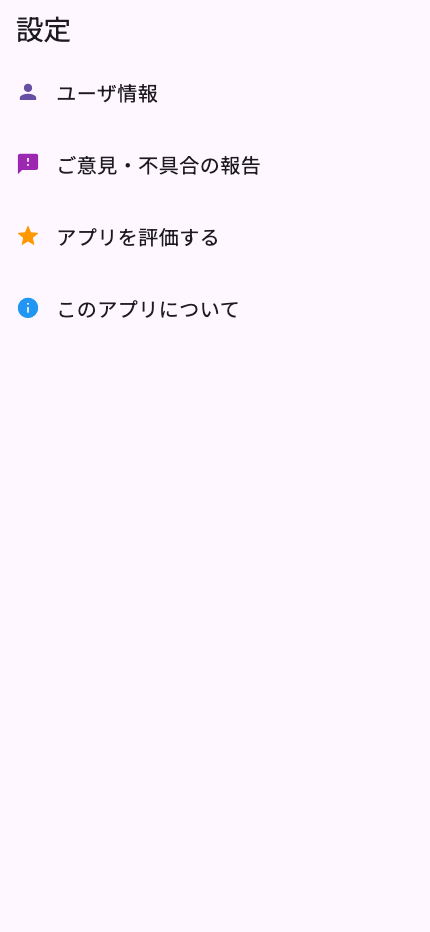 設定
ユーザ情報
ご意見・不具合の報告
アプリを評価する
このアプリについて